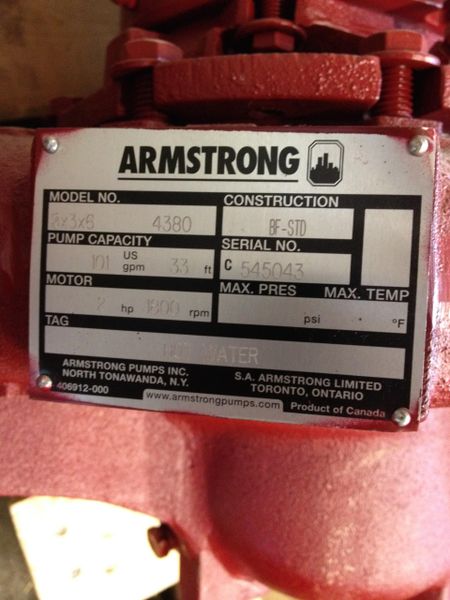 ARMSTRONG
MODEL NO. CONSTRUCTION
4380 BF-STD
PUMP CAPACITY SERIAL NO.
101 US gpm 33 ft C 545043
MOTOR MAX. PRES MAX. TEMP
2 hp 1800 rpm psi °F
TAG
WATER
ARMSTRONG PUMPS INC. S.A. ARMSTRONG LIMITED
NORTH TONAWANDA, N.Y. TORONTO, ONTARIO
406912-000 www.armstrongpumps.com Product of Canada